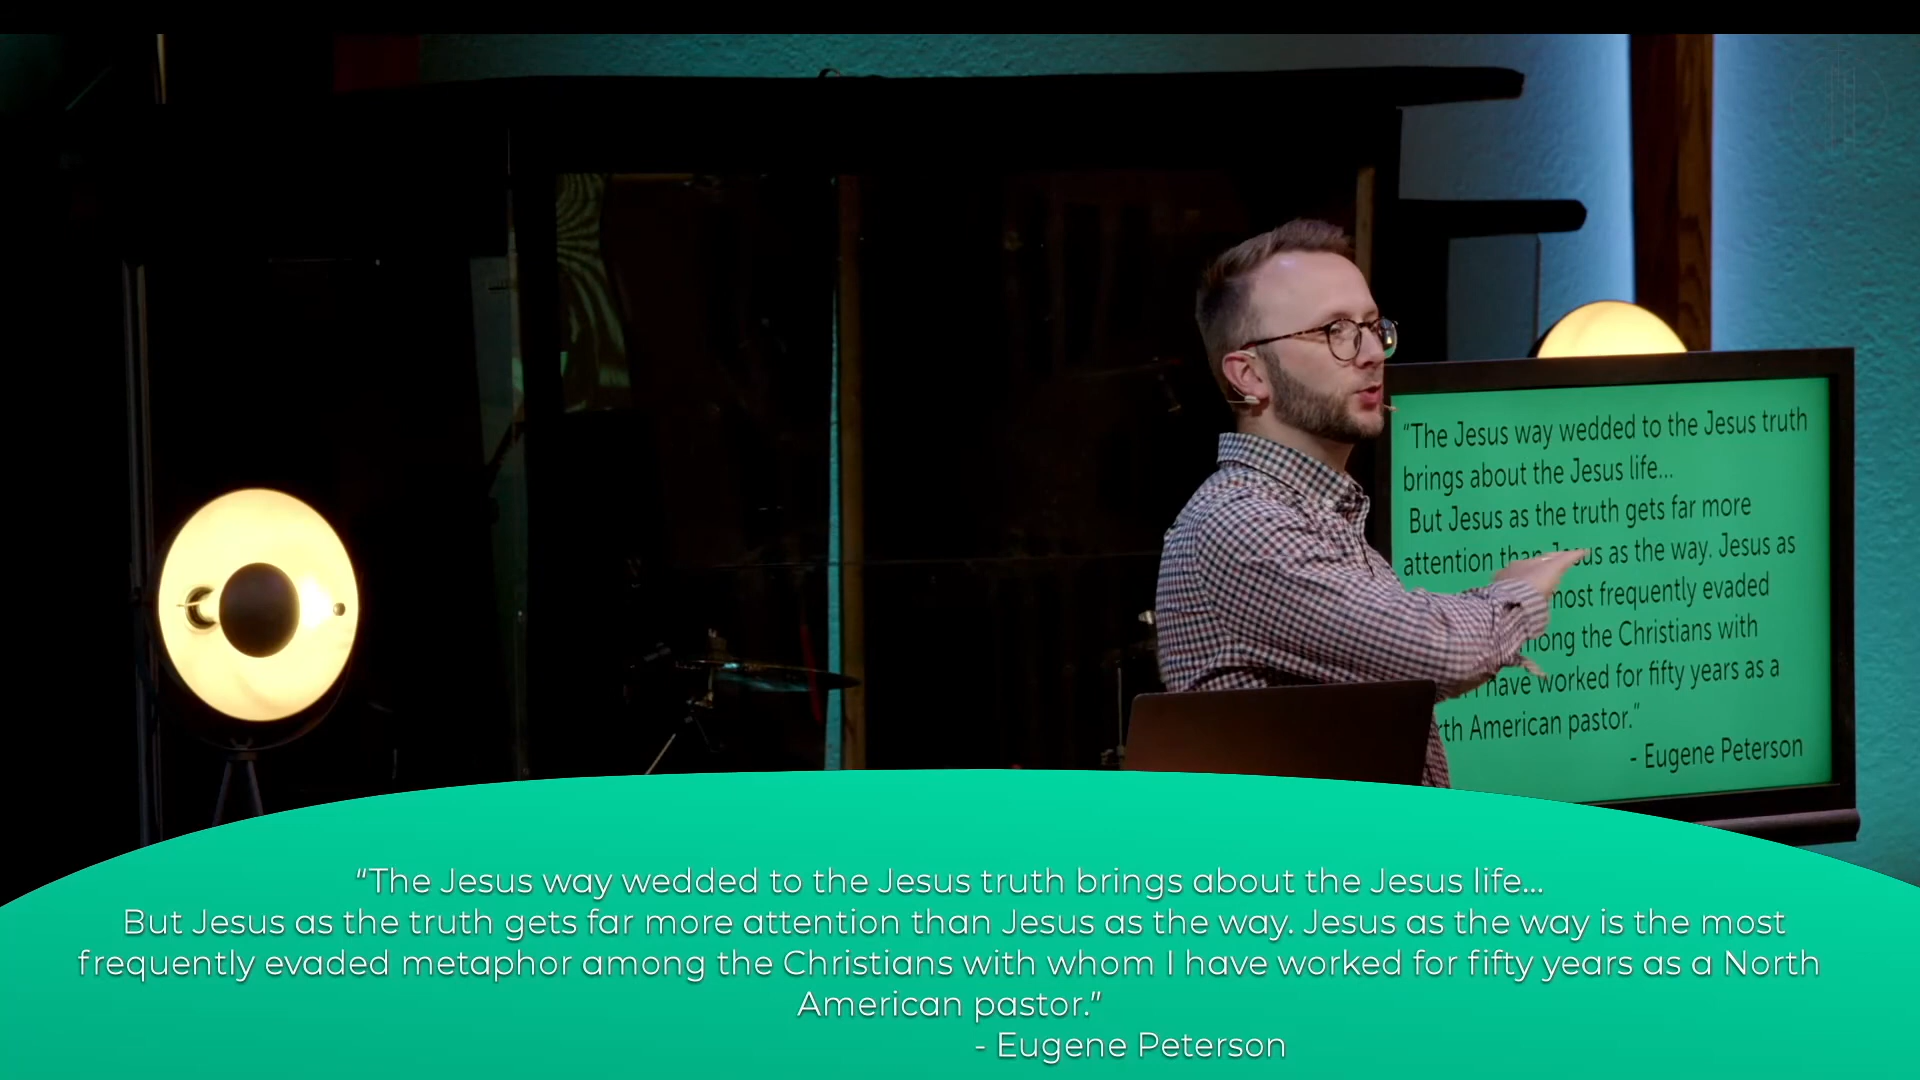 “The Jesus way wedded to the Jesus truth
brings about the Jesus life...
But Jesus as the truth gets far more
attention than Jesus as the way. Jesus as
most frequently evaded
among the Christians with
I have worked for fifty years as a
American pastor.”
- Eugene Peterson
“The Jesus way wedded to the Jesus truth brings about the Jesus life...
But Jesus as the truth gets far more attention than Jesus as the way. Jesus as the way is the most
frequently evaded metaphor among the Christians with whom I have worked for fifty years as a North
American pastor.”
- Eugene Peterson